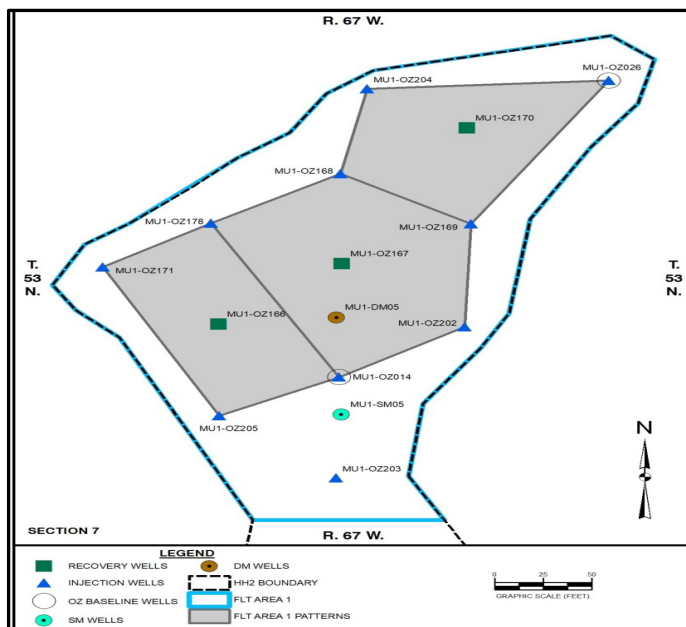 R. 67 W.
MU1-OZ026
MU1-OZ204
MU1-OZ170
MU1-OZ168
MU1-OZ178
MU1-OZ169
T.
53
N.
T.
53
N.
MU1-OZ167
MU1-OZ171
MU1-DM05
MU1-OZ166
MU1-OZ202
MU1-OZ014
MU1-SM05
MU1-OZ205
N
MU1-OZ203
SECTION 7
R. 67 W.
LEGEND
RECOVERY WELLS
DM WELLS
INJECTION WELLS
HH2 BOUNDARY
OZ BASELINE WELLS
FLT AREA 1
SM WELLS
FLT AREA 1 PATTERNS
0 25 50
GRAPHIC SCALE (FEET)